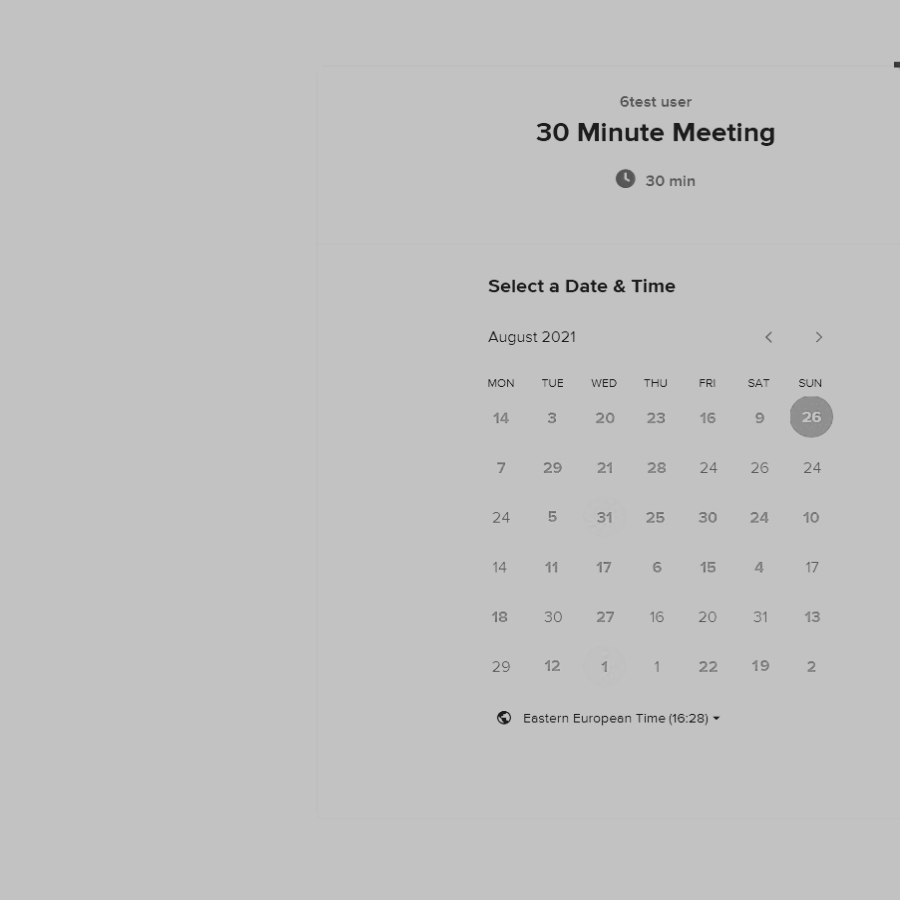 6test user
30 Minute Meeting
30 min
Select a Date & Time
August 2021
MON TUE WED THU FRI SAT SUN
14 3 20 23 16 9 26
7 29 21 28 24 26 24
24 5 31 25 30 24 10
14 11 17 6 15 4 17
18 30 27 16 20 31 13
29 12 1 1 22 19 2
Eastern European Time (16:28)